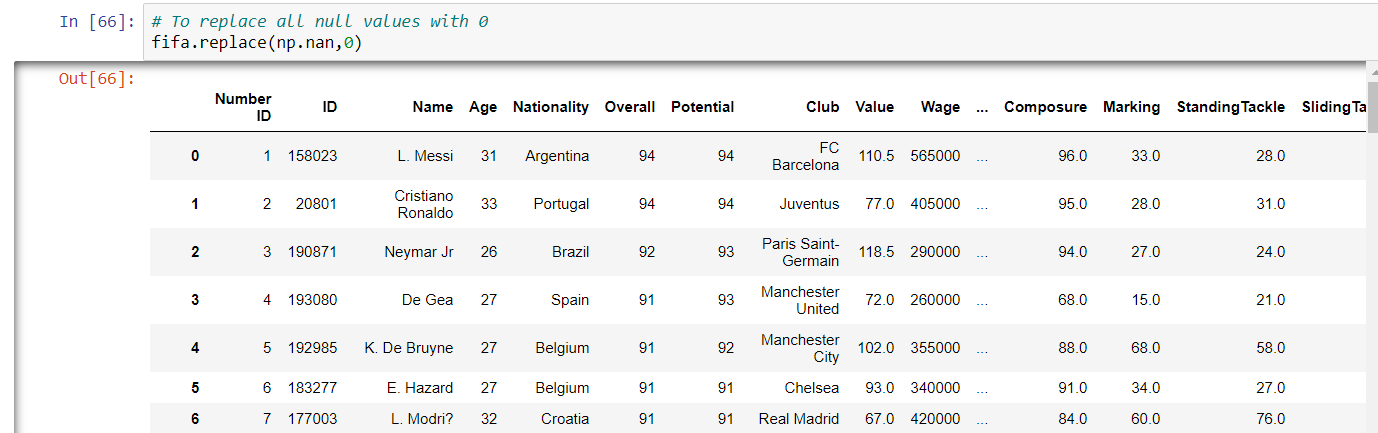 In [66]: # To replace all null values with 0
fifa.replace(np.nan,0)
Out[66]:
Number ID ID Name Age Nationality Overall Potential Club Value Wage ... Composure Marking StandingTackle SlidingTa
0 1 158023 L. Messi 31 Argentina 94 94 FC Barcelona 110.5 565000 ... 96.0 33.0 28.0
1 2 20801 Cristiano Ronaldo 33 Portugal 94 94 Juventus 77.0 405000 ... 95.0 28.0 31.0
2 3 190871 Neymar Jr 26 Brazil 92 93 Paris Saint-Germain 118.5 290000 ... 94.0 27.0 24.0
3 4 193080 De Gea 27 Spain 91 93 Manchester United 72.0 260000 ... 68.0 15.0 21.0
4 5 192985 K. De Bruyne 27 Belgium 91 92 Manchester City 102.0 355000 ... 88.0 68.0 58.0
5 6 183277 E. Hazard 27 Belgium 91 91 Chelsea 93.0 340000 ... 91.0 34.0 27.0
6 7 177003 L. Modri? 32 Croatia 91 91 Real Madrid 67.0 420000 ... 84.0 60.0 76.0